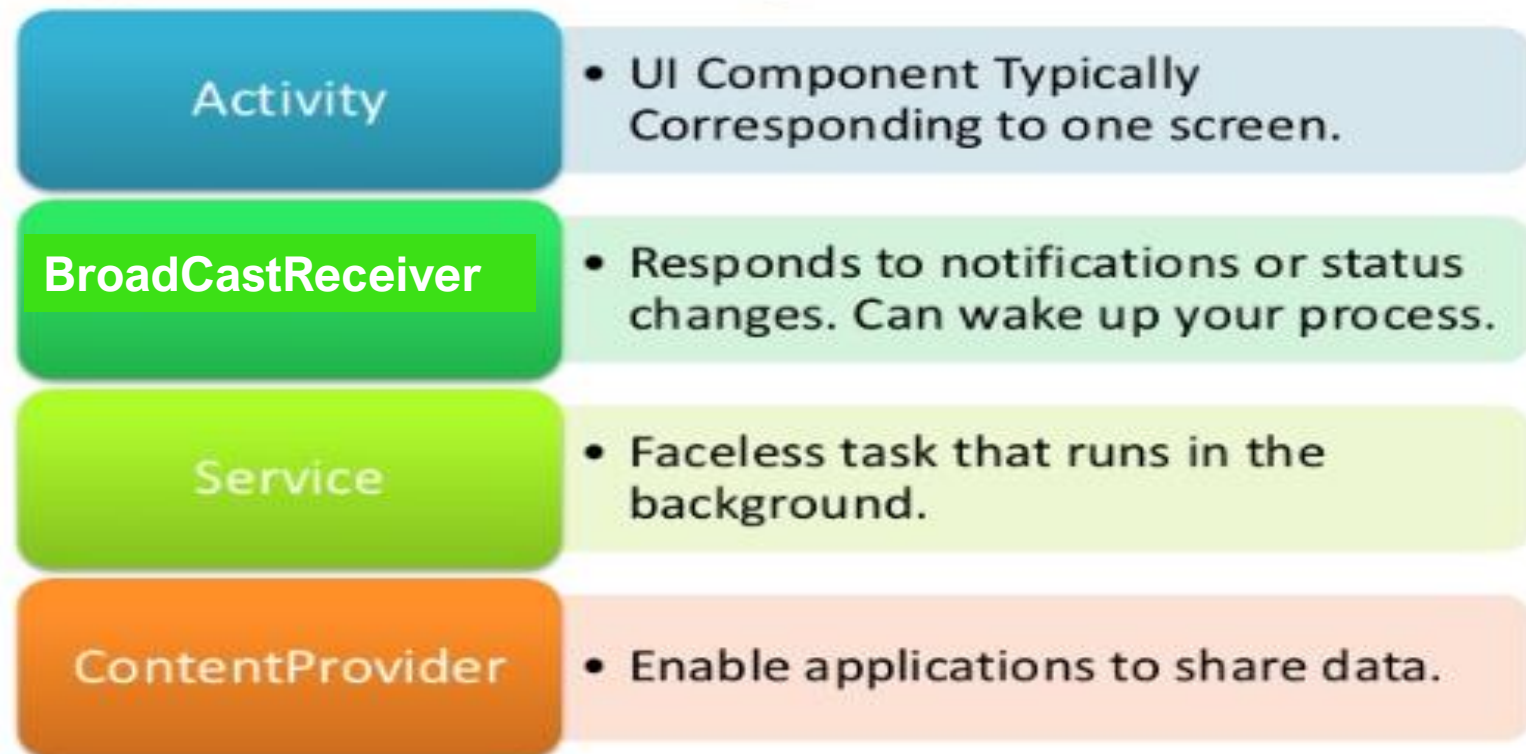 Activity
• UI Component Typically
Corresponding to one screen.
BroadCastReceiver
• Responds to notifications or status
changes. Can wake up your process.
Service
• Faceless task that runs in the
background.
ContentProvider
• Enable applications to share data.